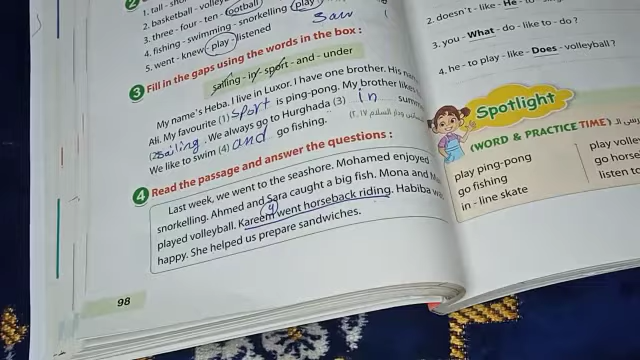 1. tall - 
2. basketball - volley - football
3. three - four - ten - play
4. fishing - swimming - snorkelling
5. went - knew - play - listened
saw
3 Fill in the gaps using the words in the box :
sailing - in - sport - and - under
My name's Heba. I live in Luxor. I have one brother. His
Ali. My favourite (1) sport is ping-pong. My brother likes
(2) sailing. We always go to Hurghada (3) in summ
We like to swim (4) and go fishing.
4 Read the passage and answer the questions :
Last week, we went to the seashore. Mohamed enjoyed
snorkelling. Ahmed and Sara caught a big fish. Mona and
played volleyball. Kareem went horseback riding. Habiba
4
happy. She helped us prepare sandwiches.
98
2. doesn't - like - He - to -
3. you - What - do - like - to - do ?
4. he - to - play - like - Does - volleyball ?
Spotlight
(WORD & PRACTICE TIME)
play ping-pong
go fishing
in - line skate
play volle
go horse
listen to